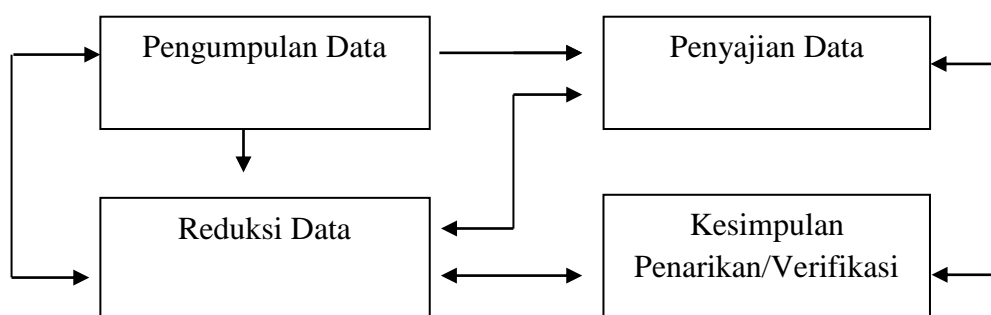 Pengumpulan Data
Penyajian Data
Reduksi Data
Kesimpulan
Penarikan/Verifikasi